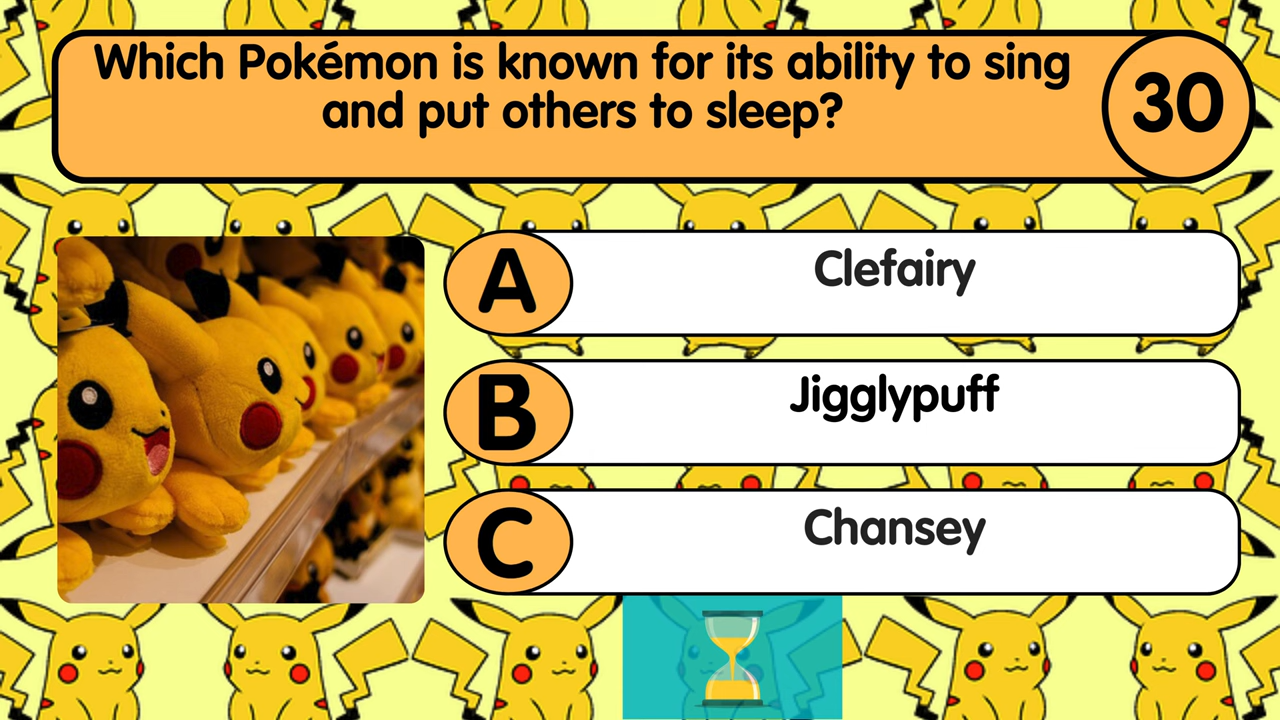 Which Pokémon is known for its ability to sing
and put others to sleep?
30
A
Clefairy
B
Jigglypuff
C
Chansey